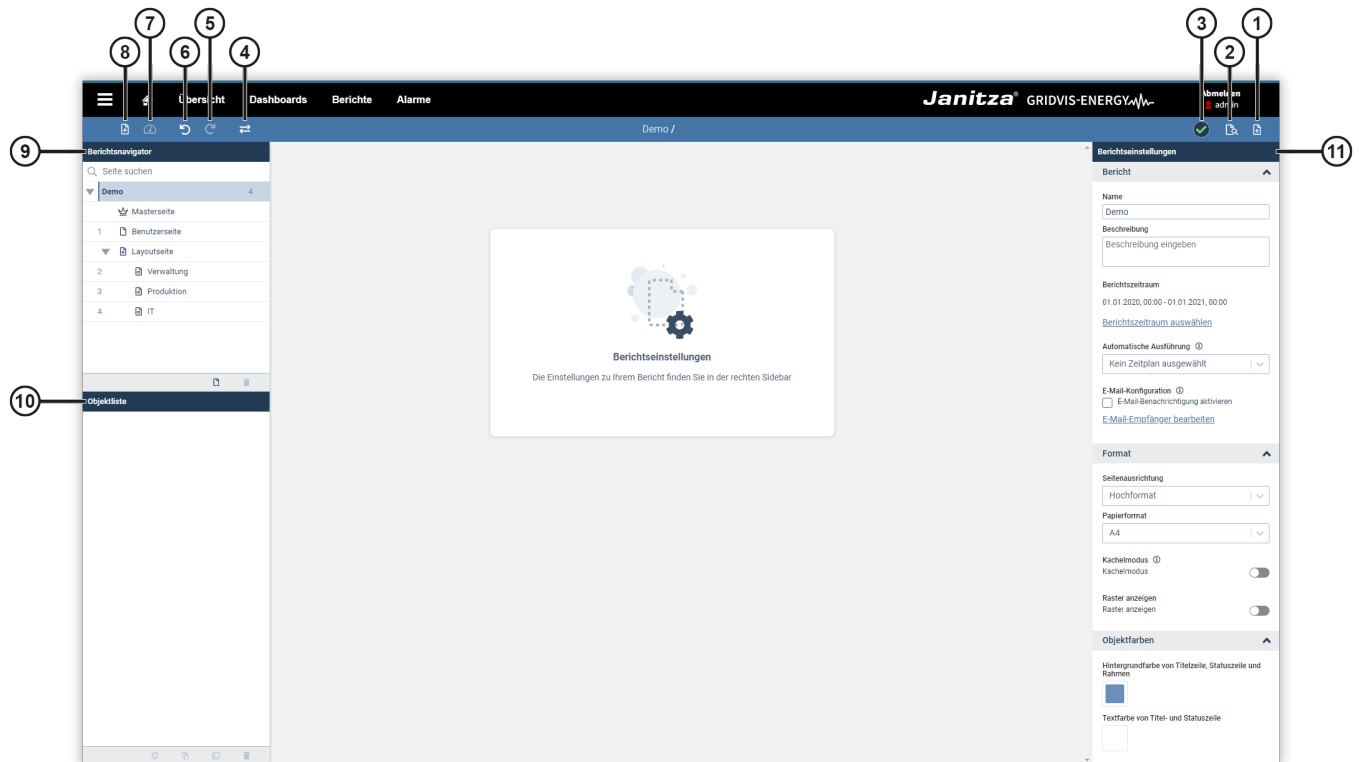 7
5
3
1
8
6
4
2
Übersicht Dashboards Berichte Alarme
Janitza® GRIDVIS-ENERGY
Abmelden
admin
Demo /
9
11
Berichtsnavigator
Berichtseinstellungen
Seite suchen
Bericht
Demo 4
Masterseite
Name
Demo
1 Benutzerseite
Beschreibung
Beschreibung eingeben
Layoutseite
2 Verwaltung
3 Produktion
4 IT
Berichtszeitraum
01.01.2020, 00:00 - 01.01.2021, 00:00
Berichtszeitraum auswählen
Automatische Ausführung
Kein Zeitplan ausgewählt
Berichtseinstellungen
Die Einstellungen zu Ihrem Bericht finden Sie in der rechten Sidebar
E-Mail-Konfiguration
E-Mail-Benachrichtigung aktivieren
E-Mail-Empfänger bearbeiten
10
Objektliste
Format
Seitenausrichtung
Hochformat
Papierformat
A4
Kachelmodus
Kachelmodus
Raster anzeigen
Raster anzeigen
Objektfarben
Hintergrundfarbe von Titelzeile, Statuszeile und
Rahmen
Textfarbe von Titel- und Statuszeile